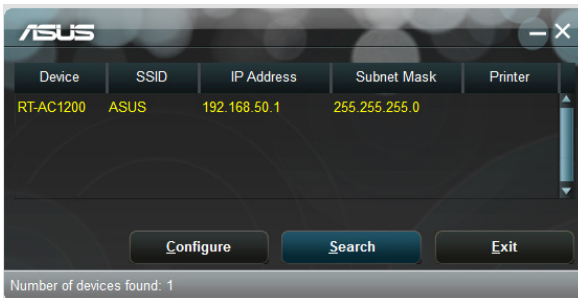 ASUS
Device SSID IP Address Subnet Mask Printer
RT-AC1200 ASUS 192.168.50.1 255.255.255.0
Configure Search Exit
Number of devices found: 1